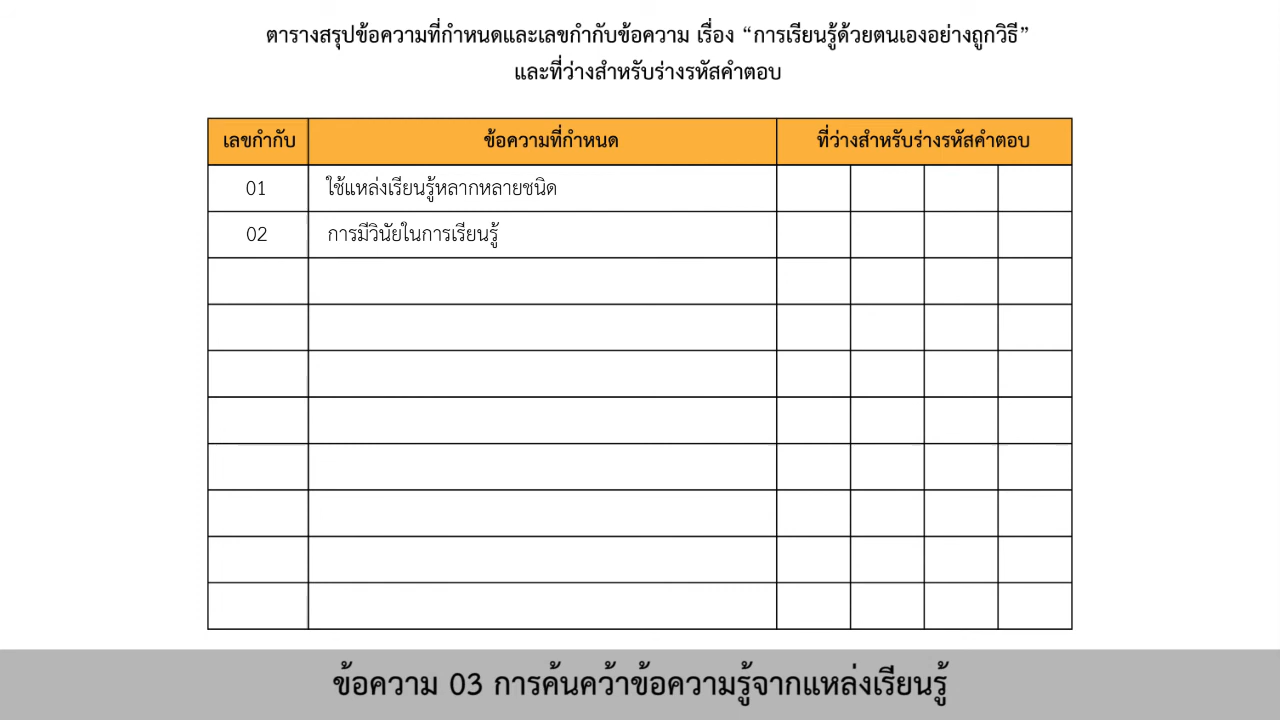 ตารางสรุปข้อความที่กำหนดและเลขกำกับข้อความ เรื่อง “การเรียนรู้ด้วยตนเองอย่างถูกวิธี”
และที่ว่างสำหรับร่างรหัสคำตอบ
เลขกำกับ ข้อความที่กำหนด ที่ว่างสำหรับร่างรหัสคำตอบ
01 ใช้แหล่งเรียนรู้หลากหลายชนิด
02 การมีวินัยในการเรียนรู้
ข้อความ 03 การค้นคว้าข้อความรู้จากแหล่งเรียนรู้